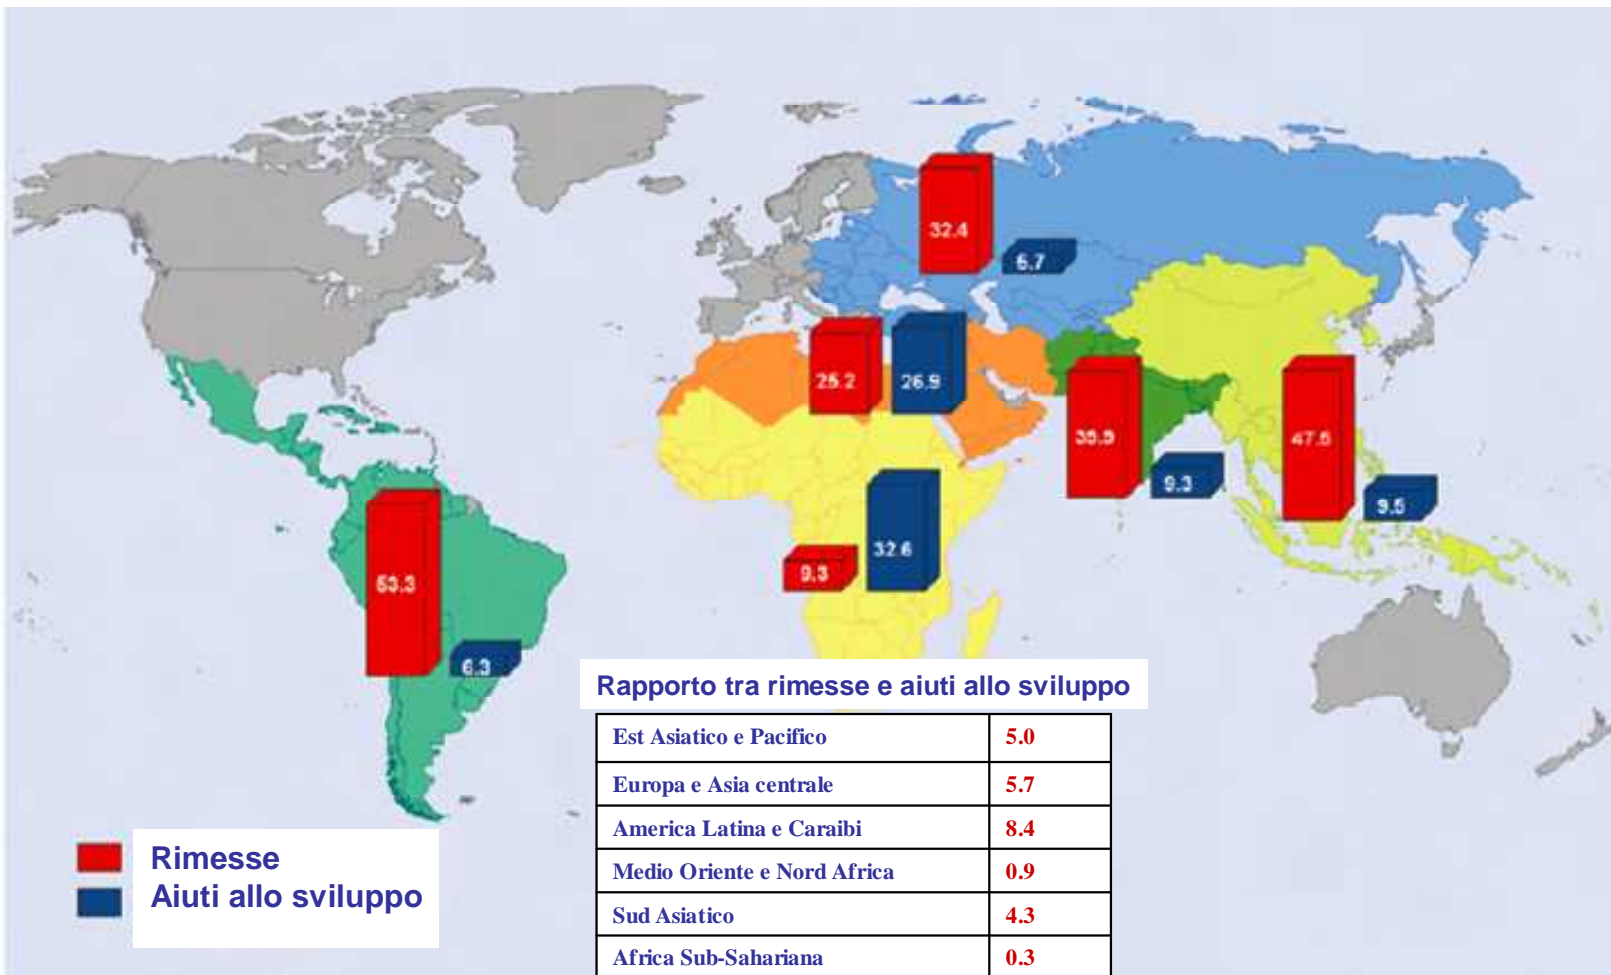 32.4
5.7
25.2
26.9
39.9
9.3
47.5
9.5
9.3
32.6
53.3
6.3
Rapporto tra rimesse e aiuti allo sviluppo
Est Asiatico e Pacifico 5.0
Europa e Asia centrale 5.7
America Latina e Caraibi 8.4
Medio Oriente e Nord Africa 0.9
Sud Asiatico 4.3
Africa Sub-Sahariana 0.3
Rimesse
Aiuti allo sviluppo